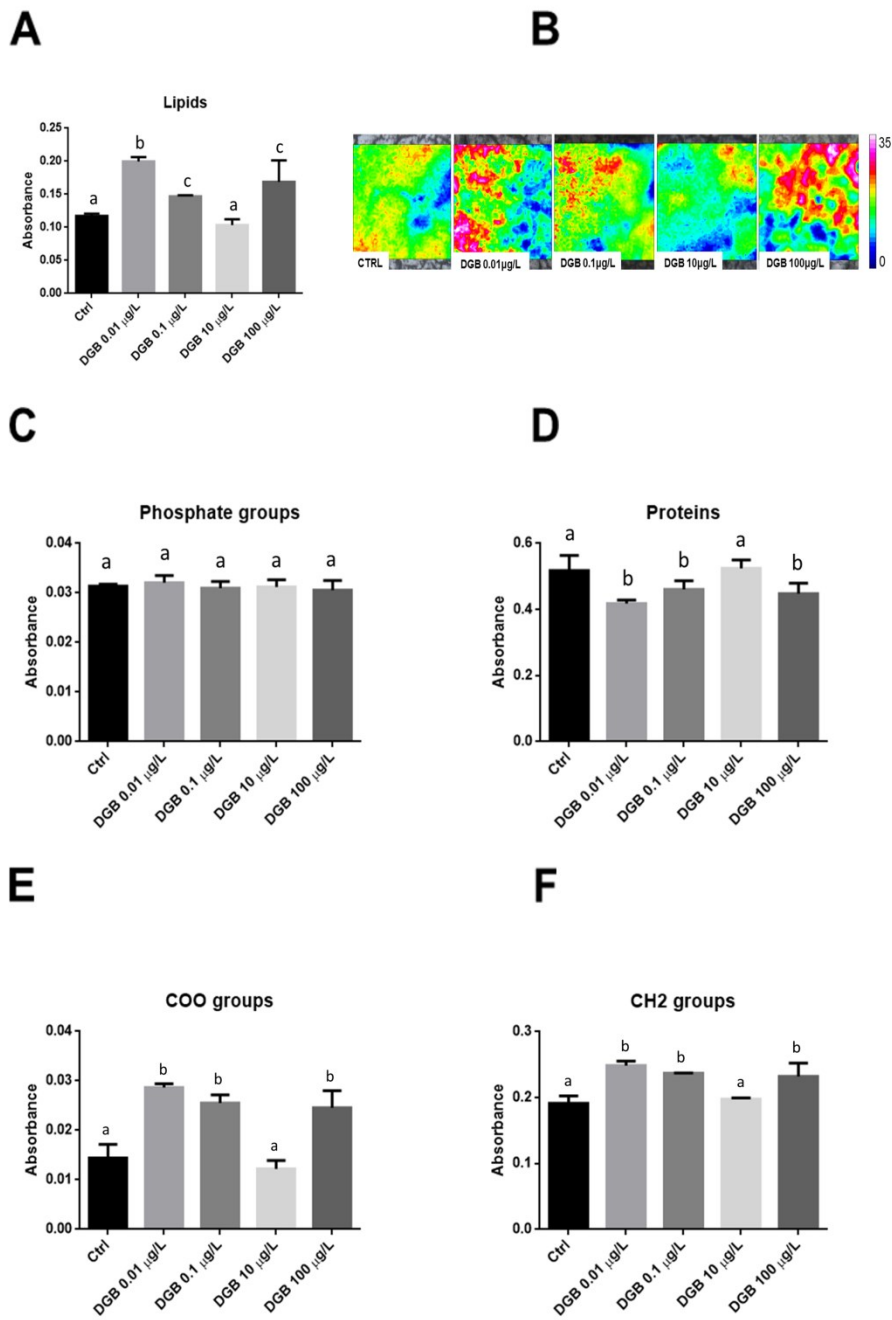 A
B
Lipids
Absorbance
0.25
0.20
0.15
0.10
0.05
0.00
a
b
c
a
c
Ctrl
DGB 0.01 µg/L
DGB 0.1 µg/L
DGB 10 µg/L
DGB 100 µg/L
CTRL
DGB 0.01µg/L
DGB 0.1µg/L
DGB 10µg/L
DGB 100µg/L
35
0
C
D
Phosphate groups
Absorbance
0.04
0.03
0.02
0.01
0.00
a
a
a
a
a
Ctrl
DGB 0.01 µg/L
DGB 0.1 µg/L
DGB 10 µg/L
DGB 100 µg/L
Proteins
Absorbance
0.6
0.4
0.2
0.0
a
b
b
a
b
Ctrl
DGB 0.01 µg/L
DGB 0.1 µg/L
DGB 10 µg/L
DGB 100 µg/L
E
F
COO groups
Absorbance
0.04
0.03
0.02
0.01
0.00
a
b
b
a
b
Ctrl
DGB 0.01 µg/L
DGB 0.1 µg/L
DGB 10 µg/L
DGB 100 µg/L
CH2 groups
Absorbance
0.3
0.2
0.1
0.0
a
b
b
a
b
Ctrl
DGB 0.01 µg/L
DGB 0.1 µg/L
DGB 10 µg/L
DGB 100 µg/L